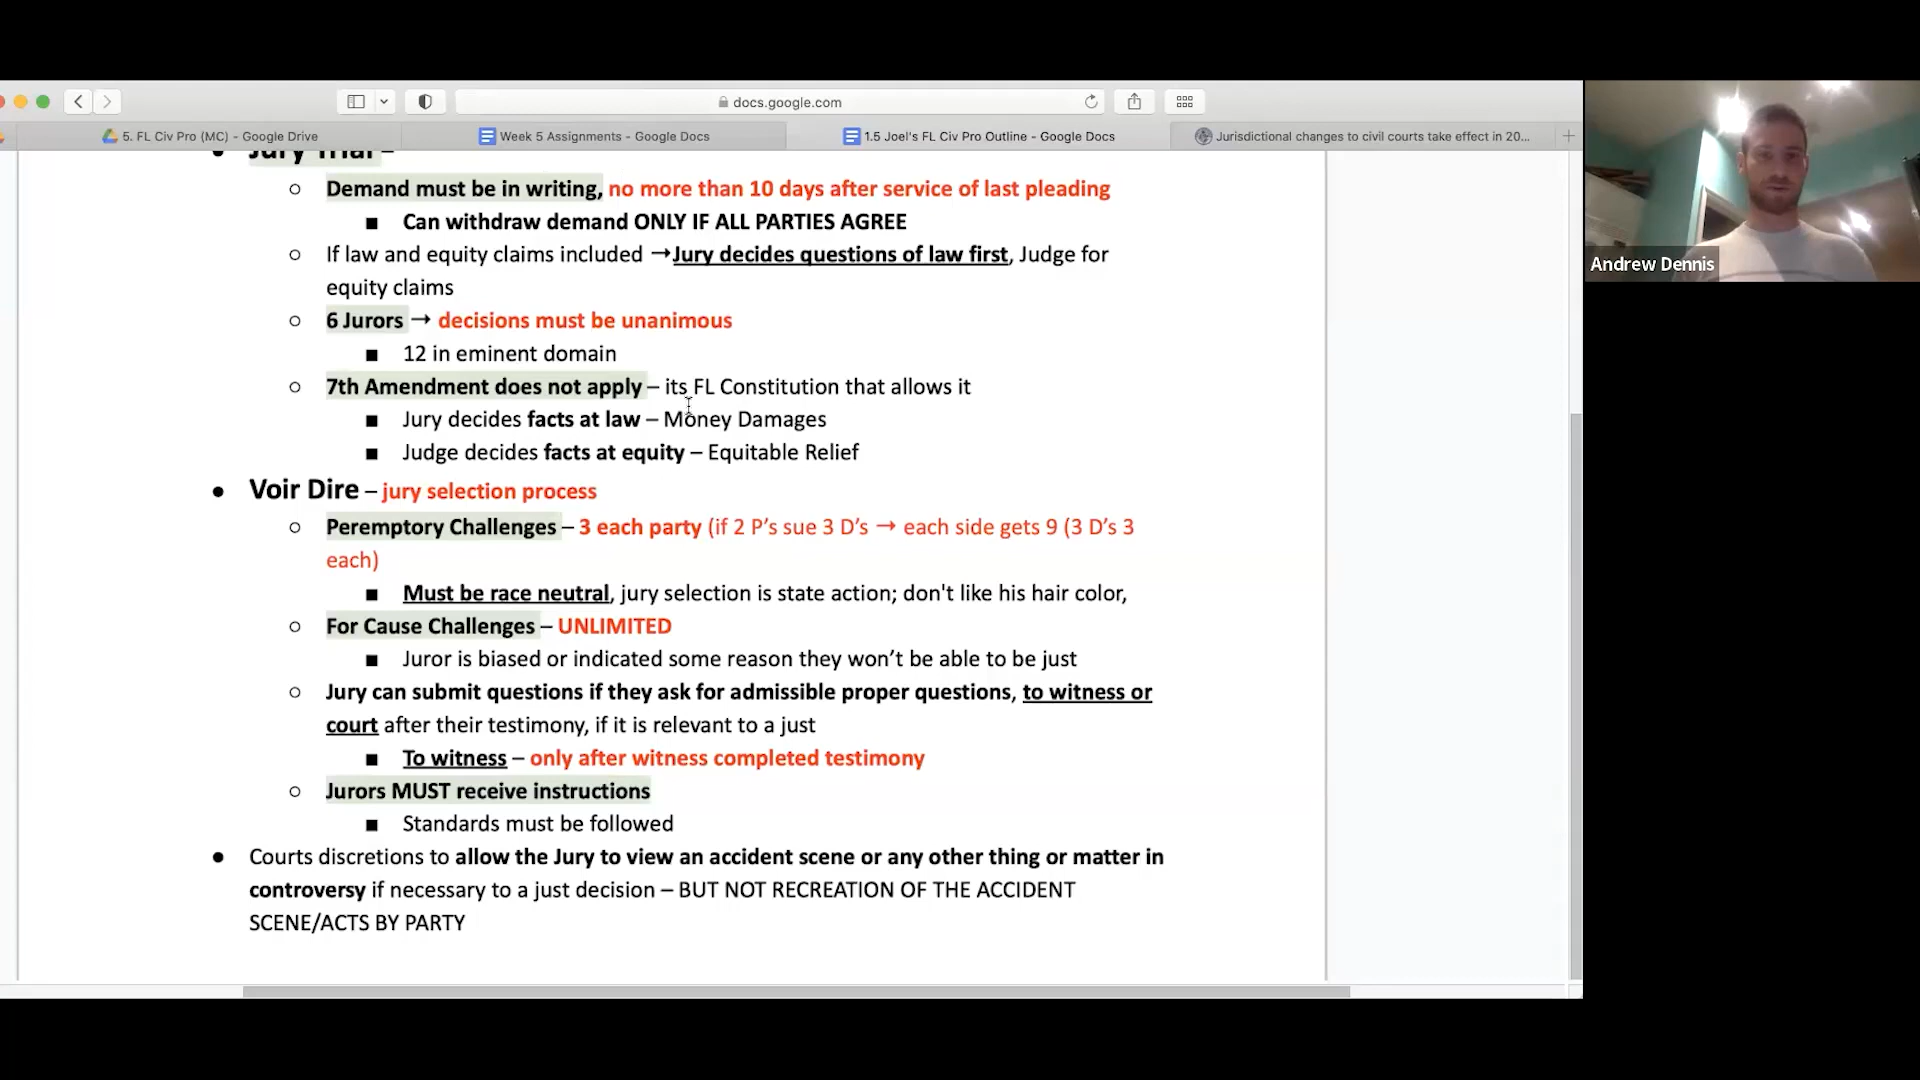 docs.google.com
5. FL Civ Pro (MC) - Google Drive
Week 5 Assignments - Google Docs
1.5 Joel's FL Civ Pro Outline - Google Docs
Jurisdictional changes to civil courts take effect in 20...
Jury Trial –
Demand must be in writing, no more than 10 days after service of last pleading
Can withdraw demand ONLY IF ALL PARTIES AGREE
If law and equity claims included →Jury decides questions of law first, Judge for
equity claims
6 Jurors → decisions must be unanimous
12 in eminent domain
7th Amendment does not apply – its FL Constitution that allows it
Jury decides facts at law – Money Damages
Judge decides facts at equity – Equitable Relief
Voir Dire – jury selection process
Peremptory Challenges – 3 each party (if 2 P's sue 3 D's → each side gets 9 (3 D's 3
each)
Must be race neutral, jury selection is state action; don't like his hair color,
For Cause Challenges – UNLIMITED
Juror is biased or indicated some reason they won't be able to be just
Jury can submit questions if they ask for admissible proper questions, to witness or
court after their testimony, if it is relevant to a just
To witness – only after witness completed testimony
Jurors MUST receive instructions
Standards must be followed
Courts discretions to allow the Jury to view an accident scene or any other thing or matter in
controversy if necessary to a just decision – BUT NOT RECREATION OF THE ACCIDENT
SCENE/ACTS BY PARTY
Andrew Dennis